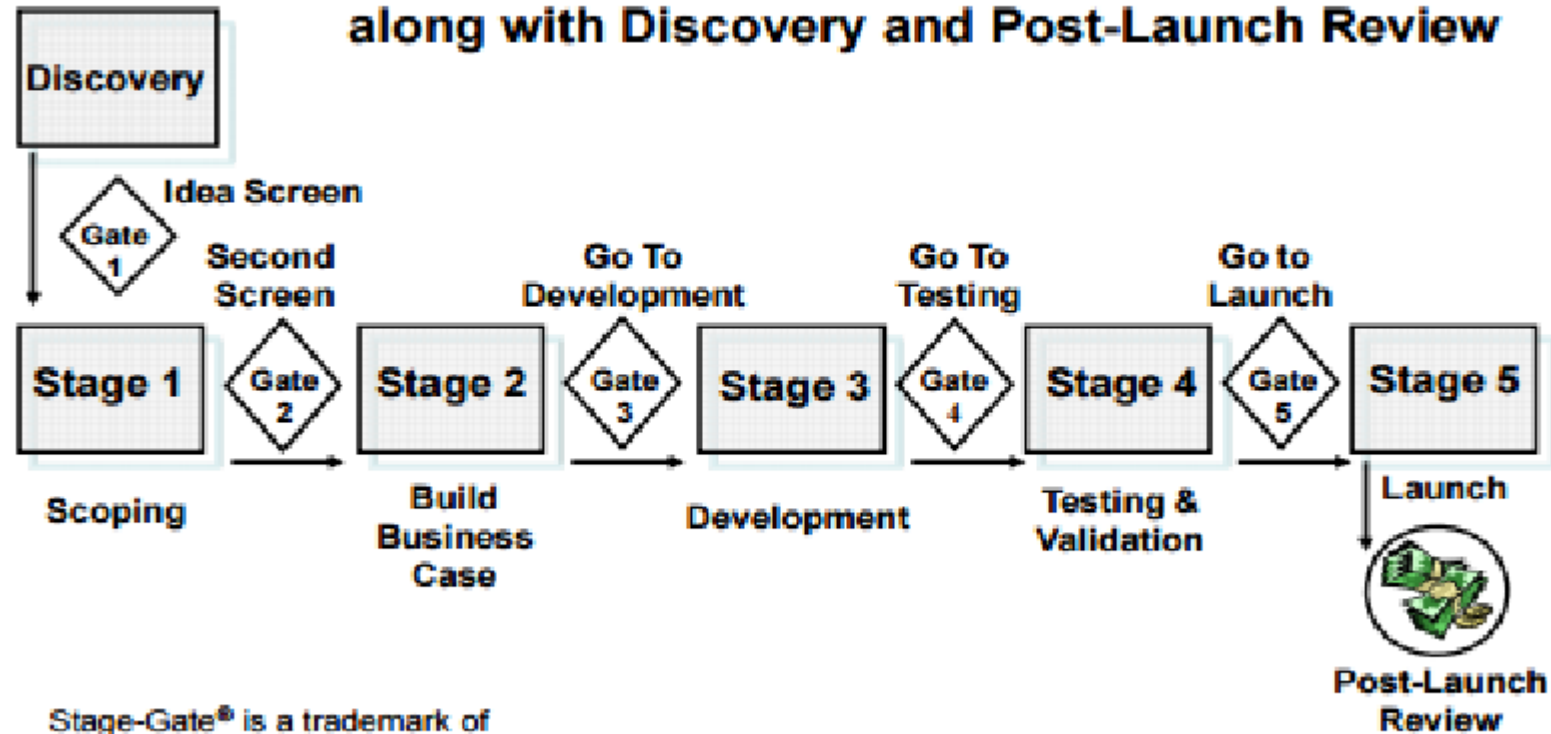 along with Discovery and Post-Launch Review
Discovery
Idea Screen
Gate
1
Second
Screen
Go To
Development
Go To
Testing
Go to
Launch
Stage 1
Gate
2
Stage 2
Gate
3
Stage 3
Gate
4
Stage 4
Gate
5
Stage 5
Scoping
Build
Business
Case
Development
Testing &
Validation
Launch
Post-Launch
Review
Stage-Gate® is a trademark of